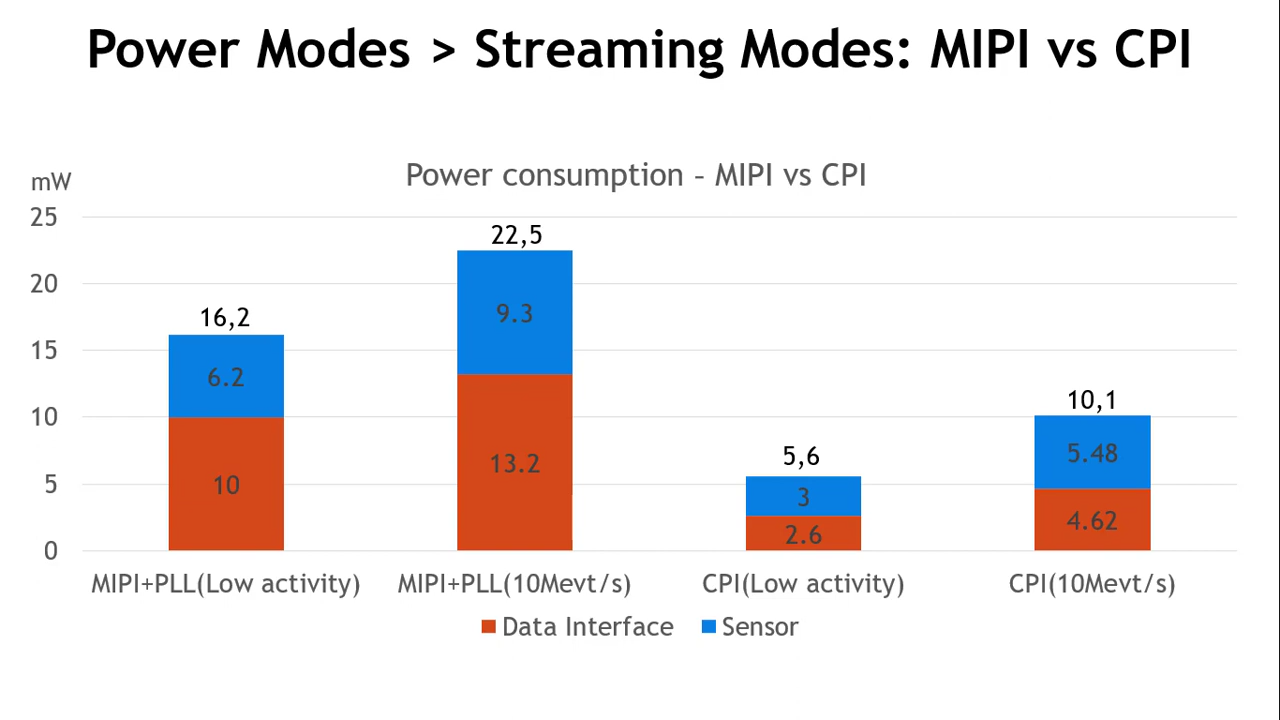 Power Modes > Streaming Modes: MIPI vs CPI
Power consumption – MIPI vs CPI
mW
25
20
15
10
5
0
16,2
6.2
10
22,5
9.3
13.2
5,6
3
2.6
10,1
5.48
4.62
MIPI+PLL(Low activity)
MIPI+PLL(10Mevt/s)
CPI(Low activity)
CPI(10Mevt/s)
Data Interface
Sensor